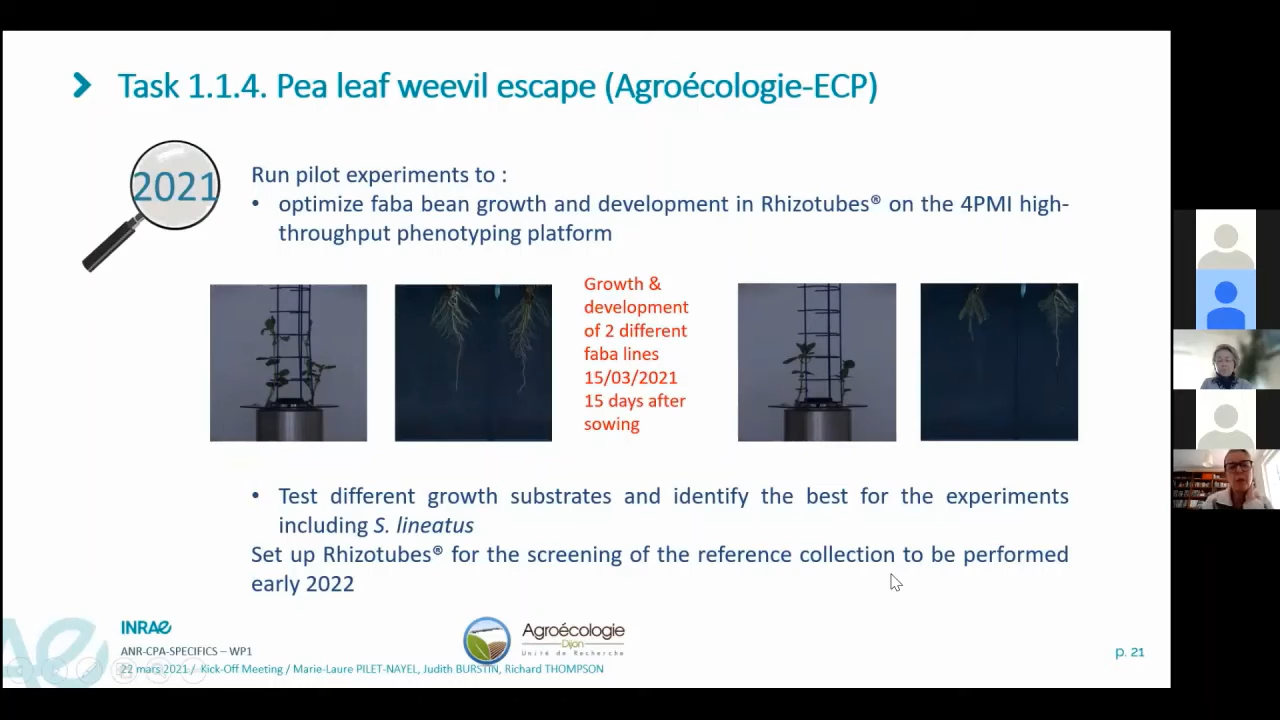 Task 1.1.4. Pea leaf weevil escape (Agroécologie-ECP)
2021
Run pilot experiments to :
• optimize faba bean growth and development in Rhizotubes® on the 4PMI high-
throughput phenotyping platform
Growth &
development
of 2 different
faba lines
15/03/2021
15 days after
sowing
• Test different growth substrates and identify the best for the experiments
including S. lineatus
Set up Rhizotubes® for the screening of the reference collection to be performed
early 2022
INRAE
ANR-CPA-SPECIFICS – WP1
22 mars 2021 / Kick-Off Meeting / Marie-Laure PILET-NAYEL, Judith BURSTIN, Richard THOMPSON
Agroécologie
Dijon
Unité de Recherche
p. 21